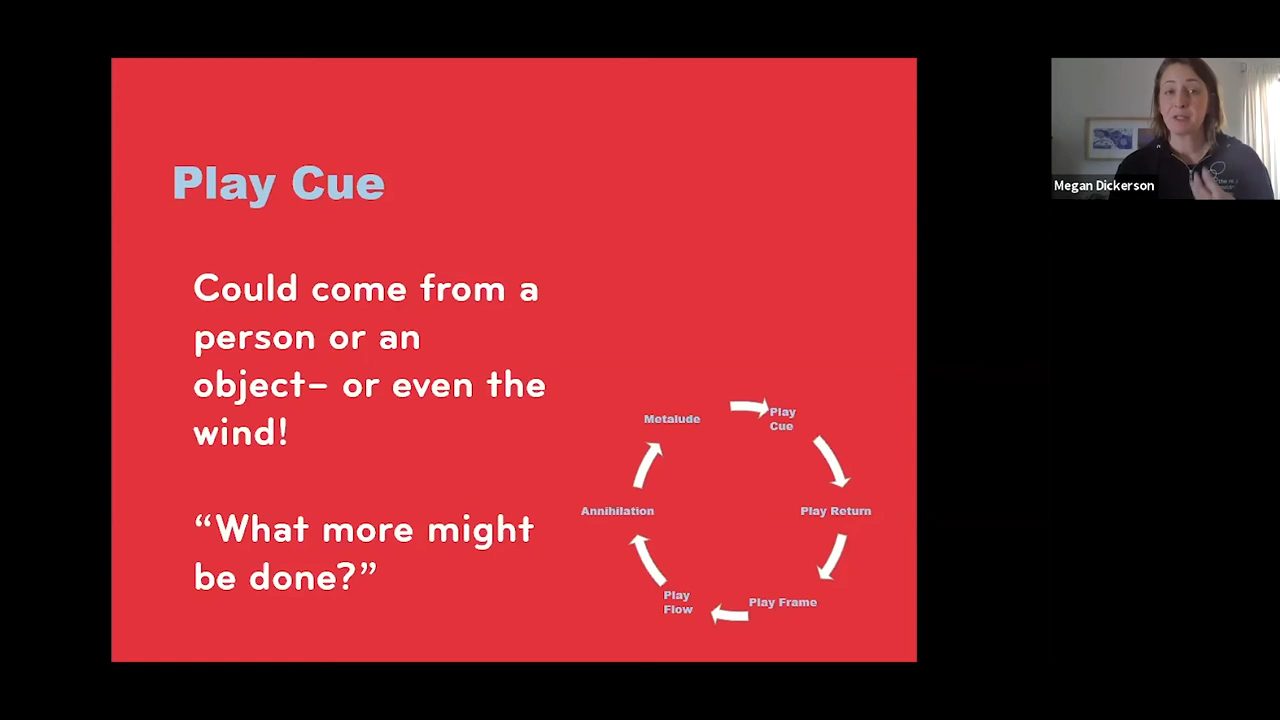 Play Cue
Could come from a
person or an
object– or even the
wind!
“What more might
be done?”
Metalude
Play
Cue
Annihilation
Play Return
Play
Flow
Play Frame
Megan Dickerson